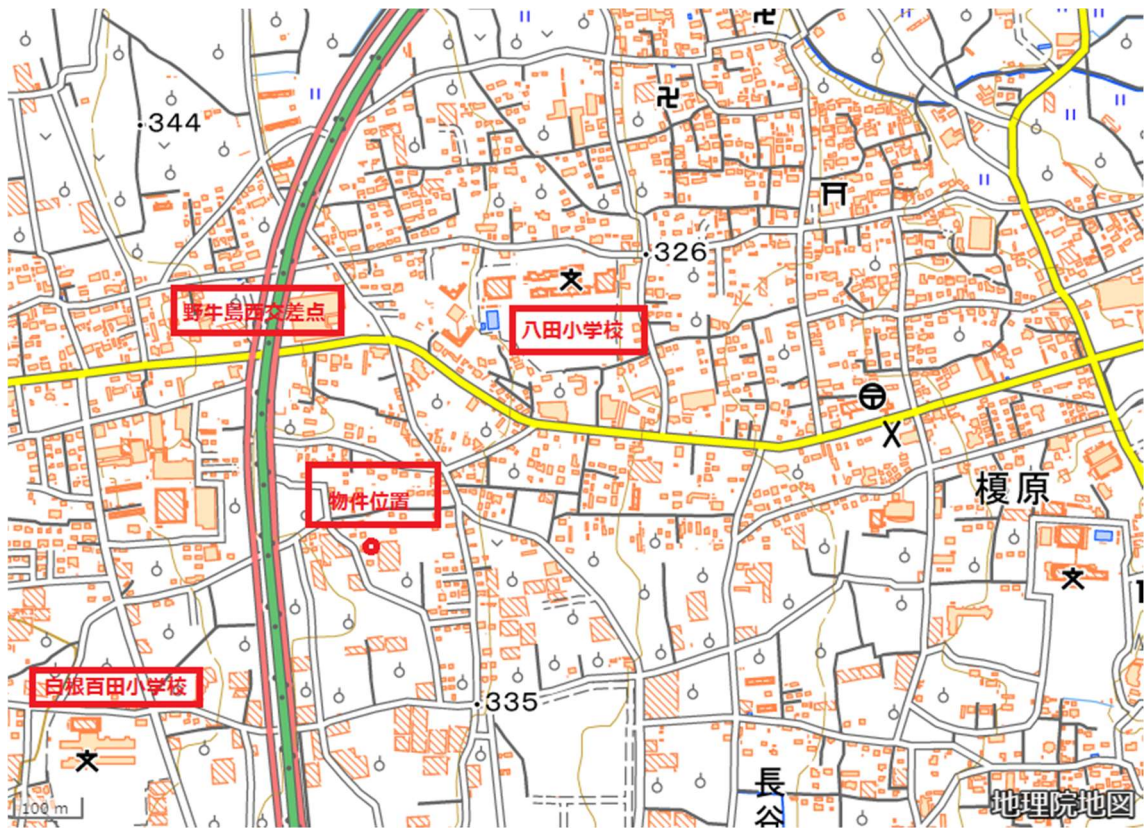 344
326
野牛島西交差点
八田小学校
物件位置
榎原
白根百田小学校
335
長谷
100 m
地理院地図